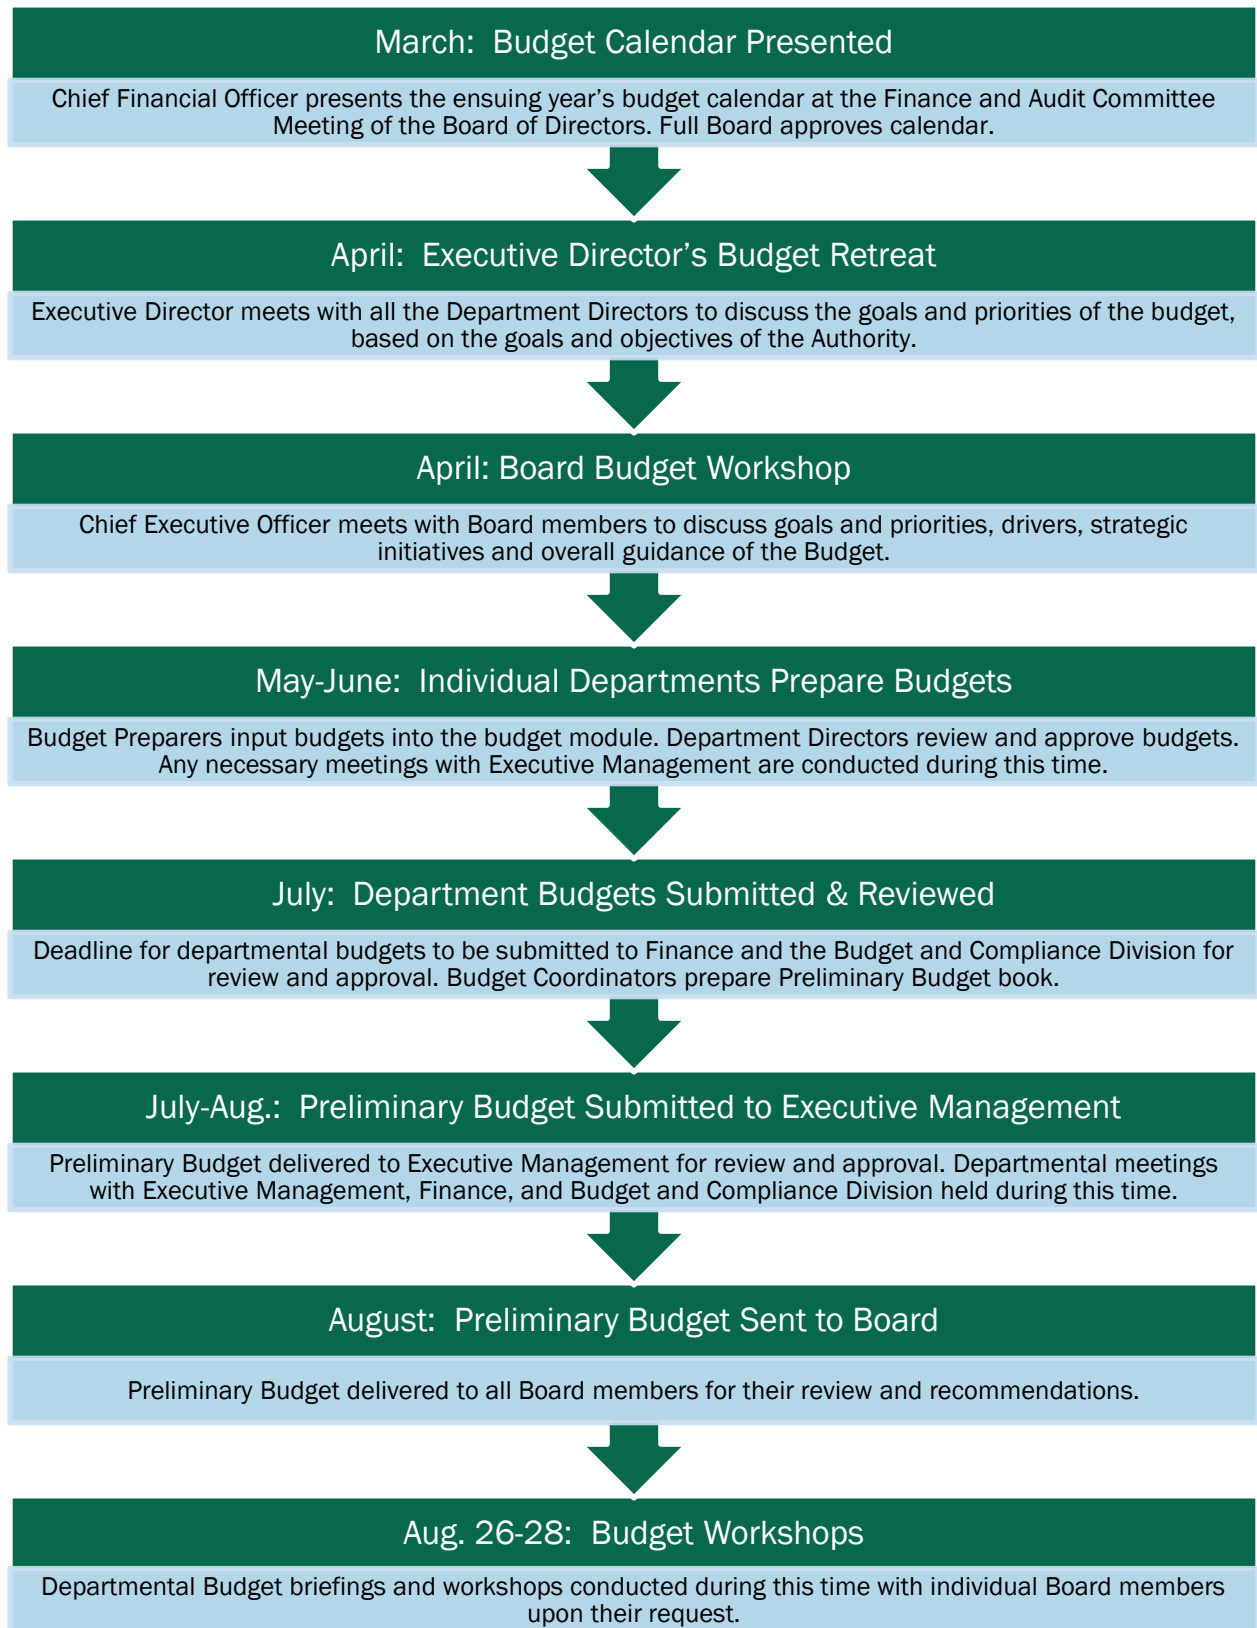 March:  Budget Calendar Presented
Chief Financial Officer presents the ensuing year’s budget calendar at the Finance and Audit Committee
Meeting of the Board of Directors. Full Board approves calendar.
April:  Executive Director’s Budget Retreat
Executive Director meets with all the Department Directors to discuss the goals and priorities of the budget,
based on the goals and objectives of the Authority.
April: Board Budget Workshop
Chief Executive Officer meets with Board members to discuss goals and priorities, drivers, strategic
initiatives and overall guidance of the Budget.
May-June:  Individual Departments Prepare Budgets
Budget Preparers input budgets into the budget module. Department Directors review and approve budgets.
Any necessary meetings with Executive Management are conducted during this time.
July:  Department Budgets Submitted & Reviewed
Deadline for departmental budgets to be submitted to Finance and the Budget and Compliance Division for
review and approval. Budget Coordinators prepare Preliminary Budget book.
July-Aug.:  Preliminary Budget Submitted to Executive Management
Preliminary Budget delivered to Executive Management for review and approval. Departmental meetings
with Executive Management, Finance, and Budget and Compliance Division held during this time.
August:  Preliminary Budget Sent to Board
Preliminary Budget delivered to all Board members for their review and recommendations.
Aug. 26-28:  Budget Workshops
Departmental Budget briefings and workshops conducted during this time with individual Board members
upon their request.